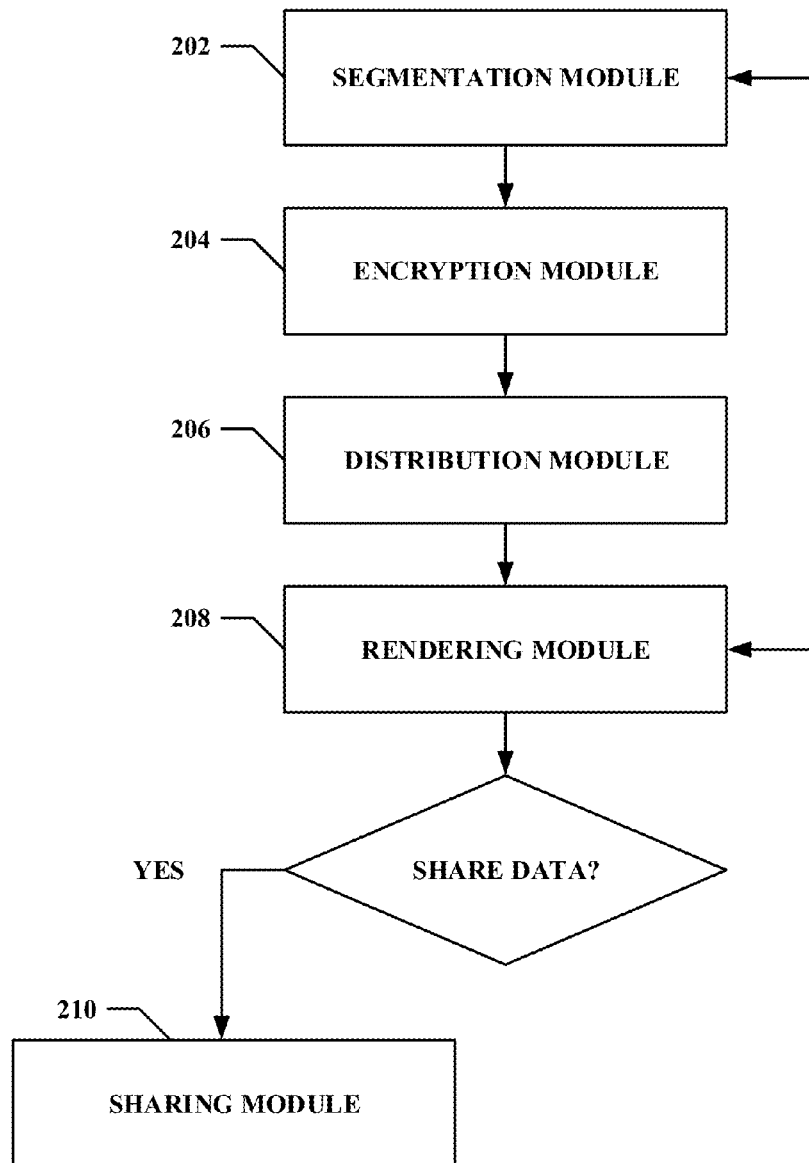 202
SEGMENTATION MODULE
204
ENCRYPTION MODULE
206
DISTRIBUTION MODULE
208
RENDERING MODULE
YES
SHARE DATA?
210
SHARING MODULE